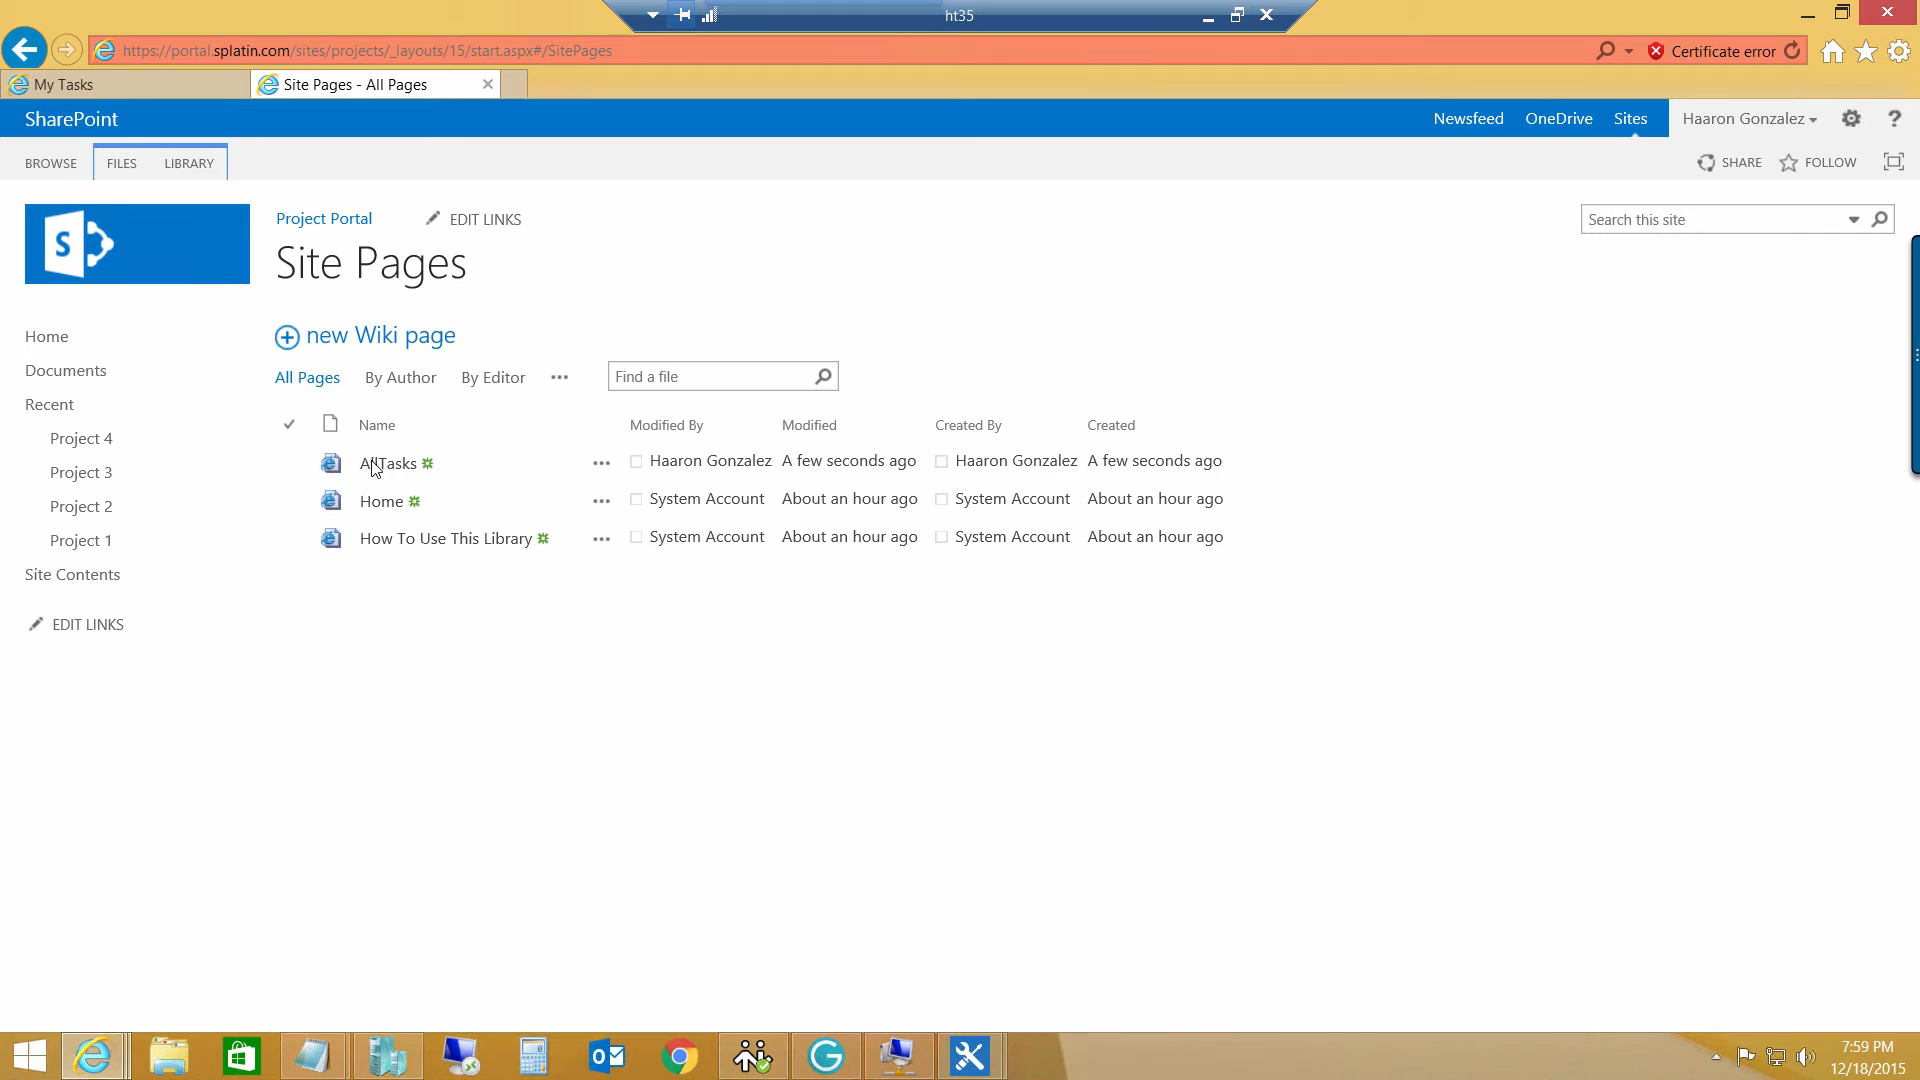 ht35
https://portal.splatin.com/sites/projects/_layouts/15/start.aspx#/SitePages
Certificate error
My Tasks
Site Pages - All Pages
SharePoint
Newsfeed OneDrive Sites Haaron Gonzalez ?
BROWSE FILES LIBRARY
SHARE FOLLOW
S
Project Portal EDIT LINKS
Search this site
Site Pages
new Wiki page
Home
Documents
Recent
Project 4
Project 3
Project 2
Project 1
Site Contents
EDIT LINKS
All Pages By Author By Editor ••• Find a file
Name Modified By Modified Created By Created
AllTasks ••• Haaron Gonzalez A few seconds ago Haaron Gonzalez A few seconds ago
Home ••• System Account About an hour ago System Account About an hour ago
How To Use This Library ••• System Account About an hour ago System Account About an hour ago
7:59 PM
12/18/2015